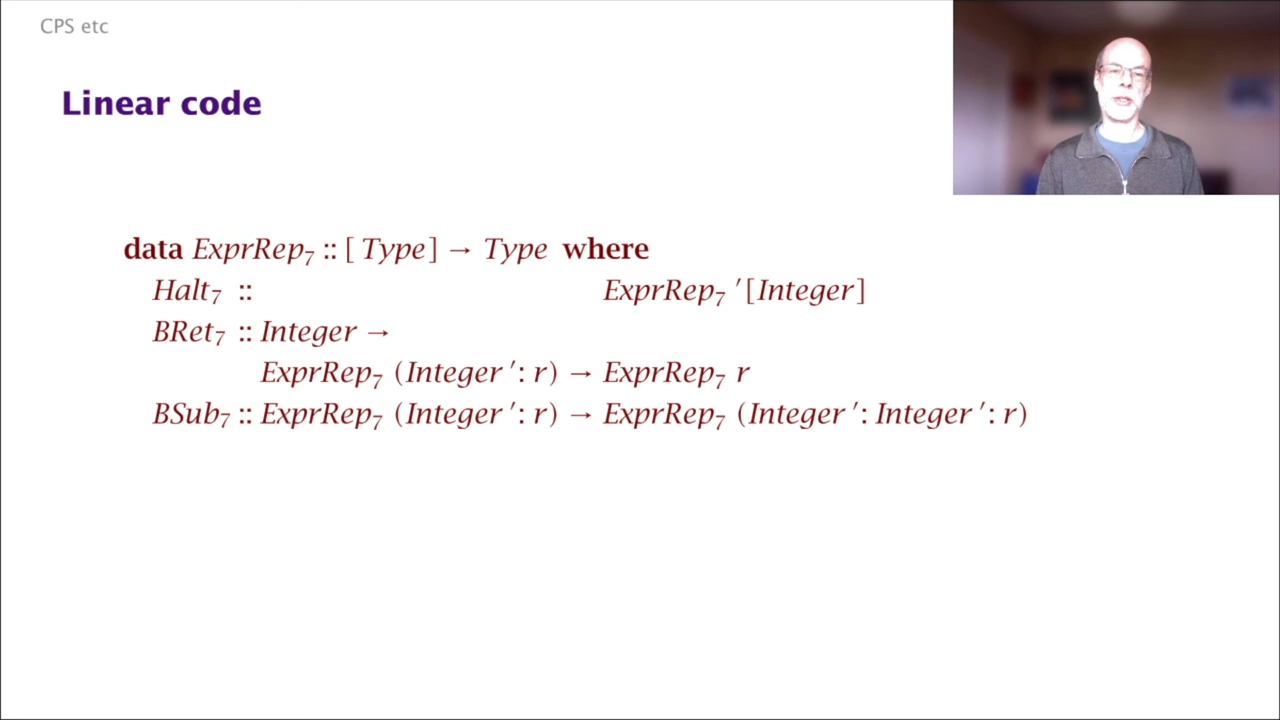 CPS etc
Linear code
data ExprRep₇ :: [ Type ] → Type where
Halt₇ :: ExprRep₇ ′[Integer]
BRet₇ :: Integer →
ExprRep₇ (Integer ′: r) → ExprRep₇ r
BSub₇ :: ExprRep₇ (Integer ′: r) → ExprRep₇ (Integer ′: Integer ′: r)